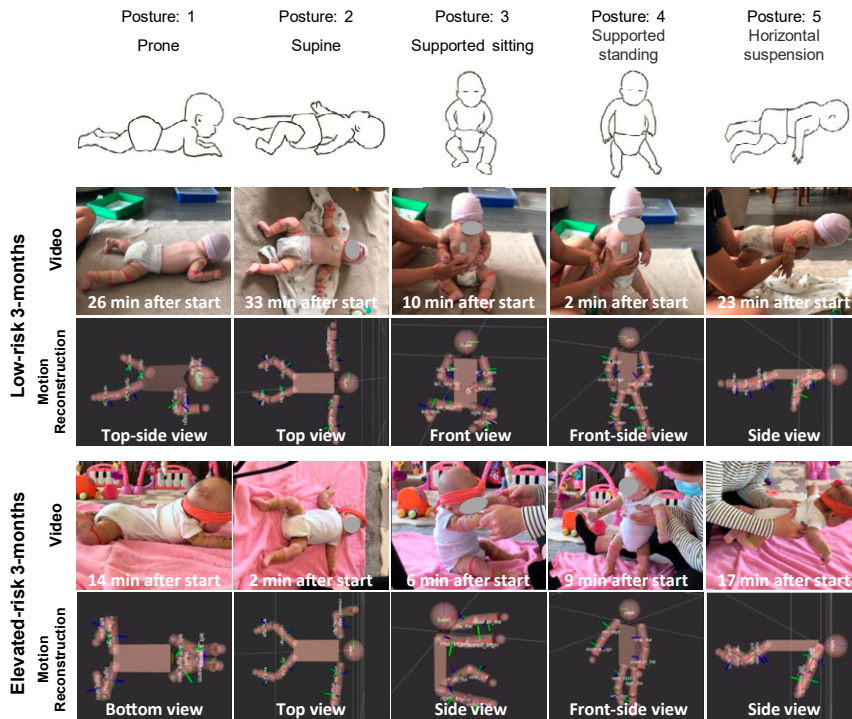 Posture: 1
Posture: 2
Posture: 3
Posture: 4
Posture: 5
Prone
Supine
Supported sitting
Supported
standing
Horizontal
suspension
Low-risk 3-months
Video
26 min after start
33 min after start
10 min after start
2 min after start
23 min after start
Motion
Reconstruction
Top-side view
Top view
Front view
Front-side view
Side view
Elevated-risk 3-months
Video
14 min after start
2 min after start
6 min after start
9 min after start
17 min after start
Motion
Reconstruction
Bottom view
Top view
Side view
Front-side view
Side view